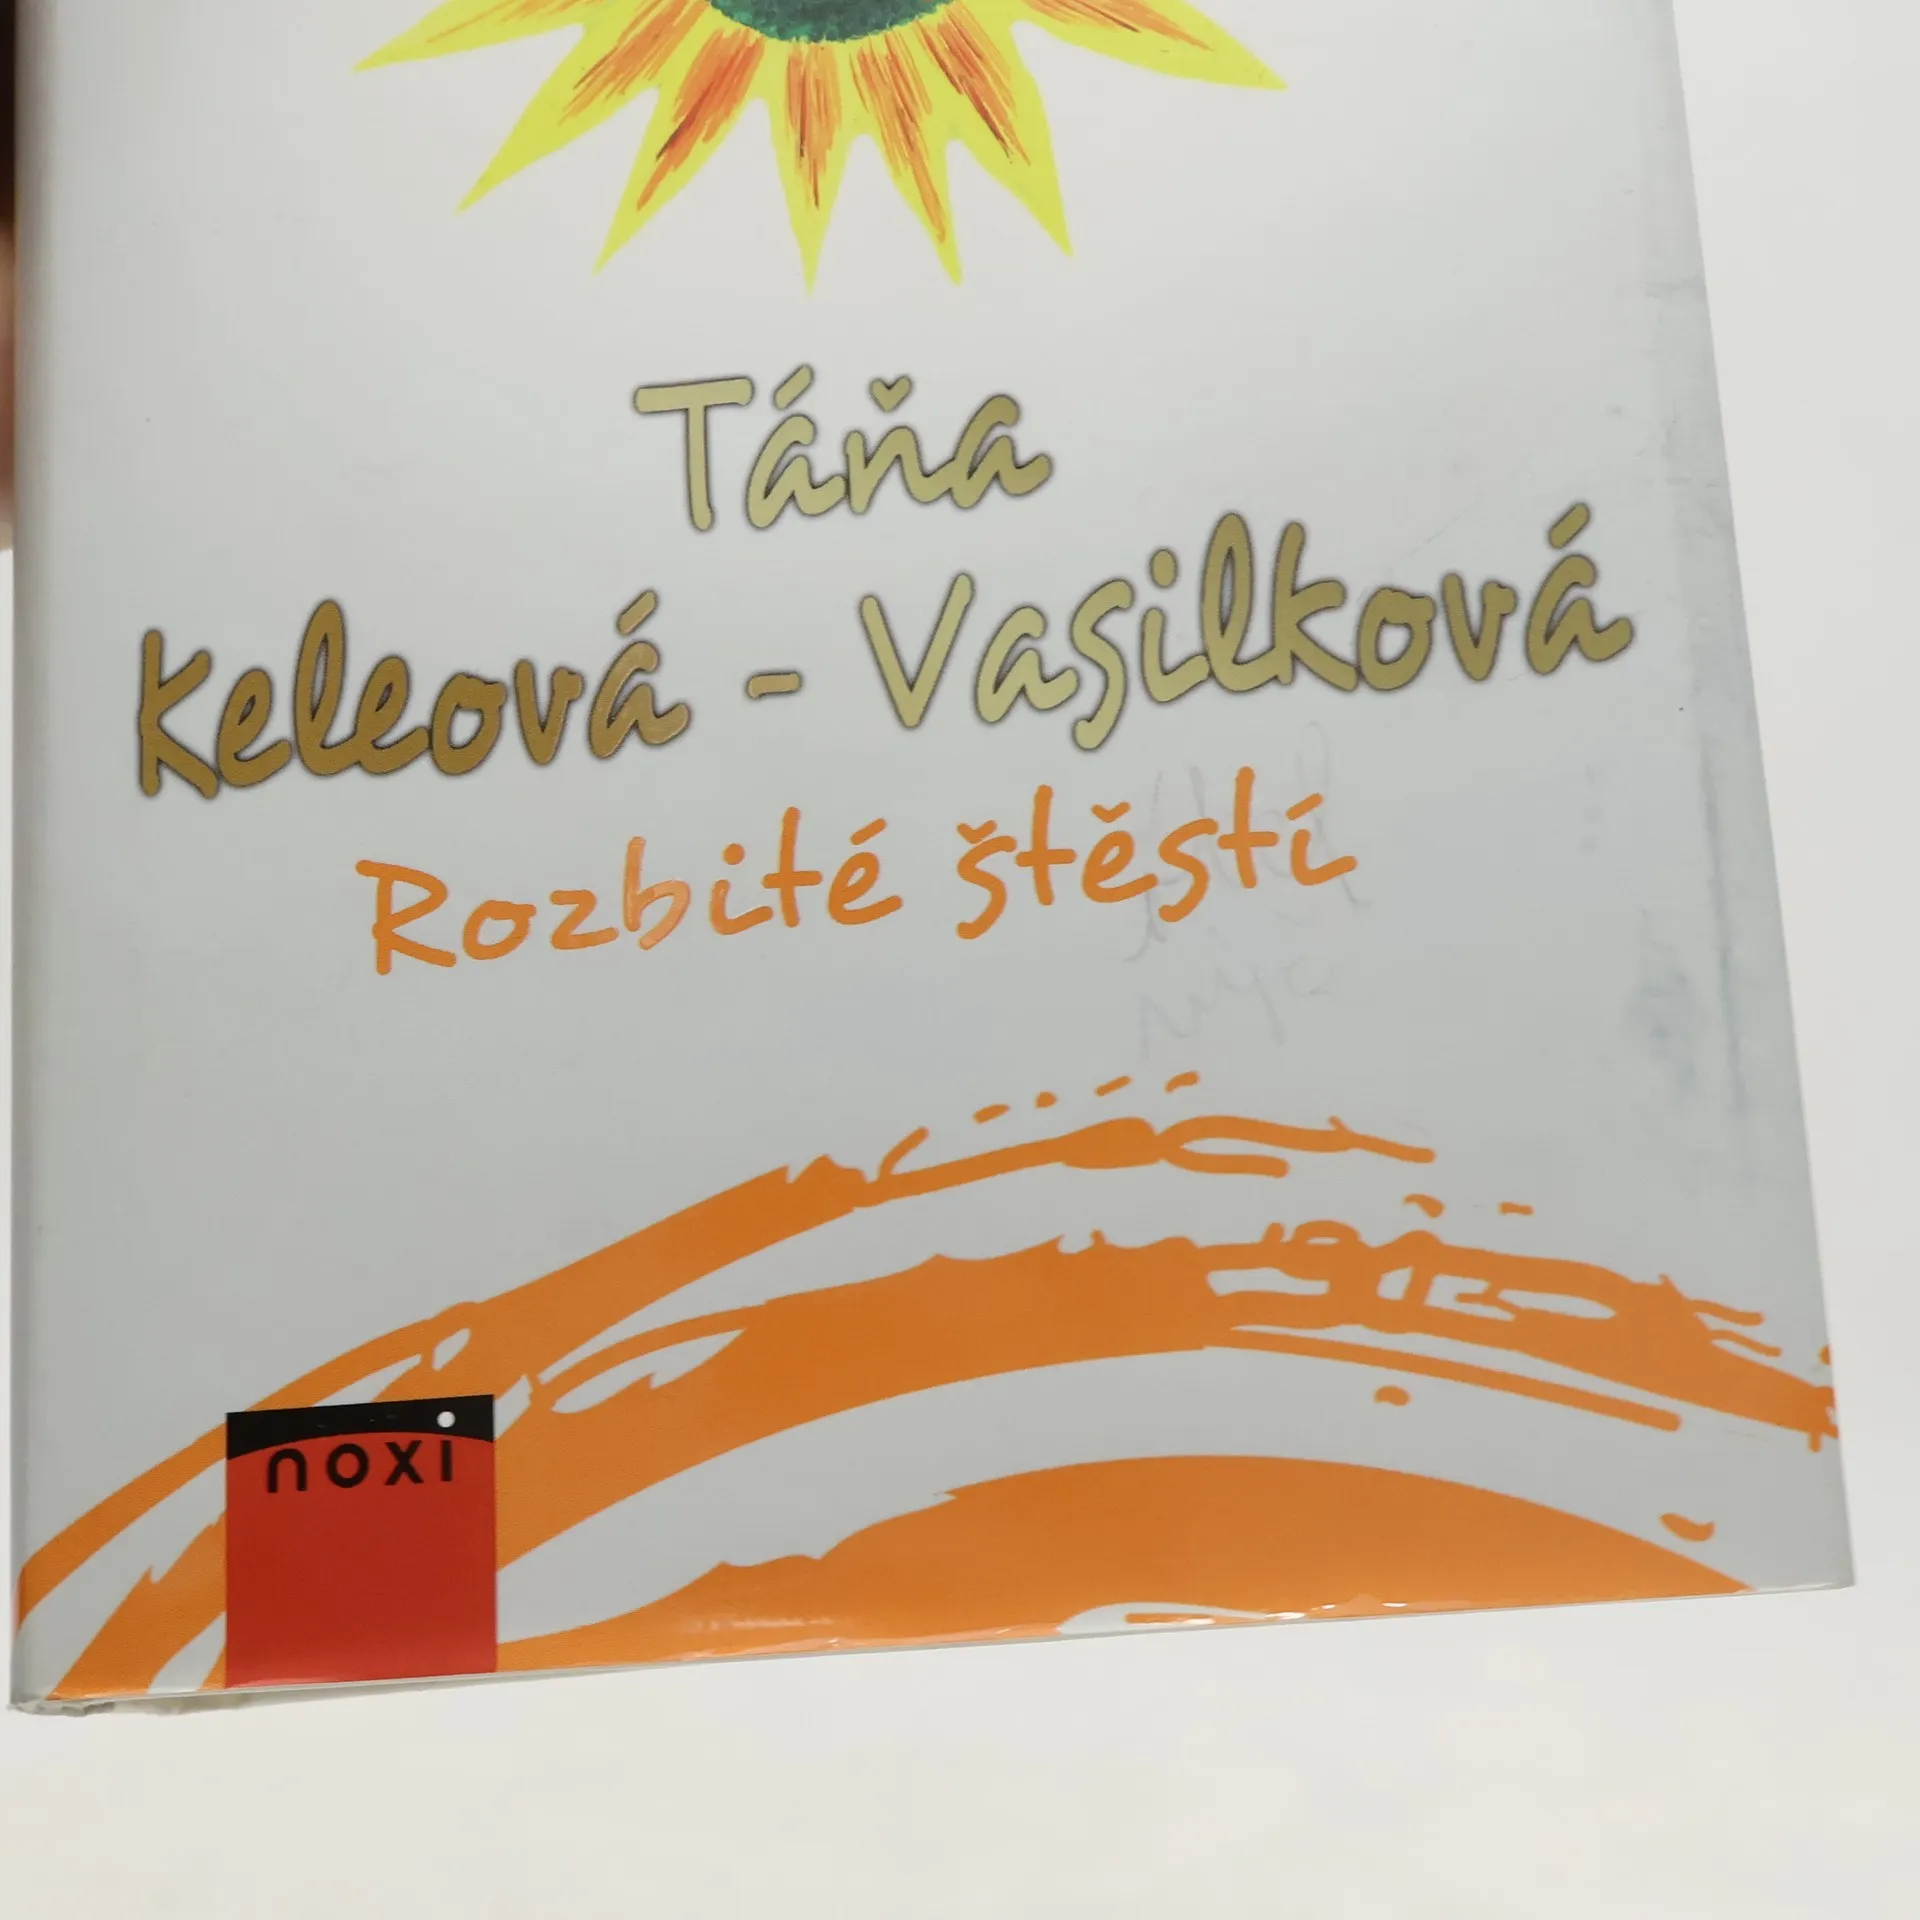 Táňa
Keleová - Vasilková
Rozbité štěstí
noxi